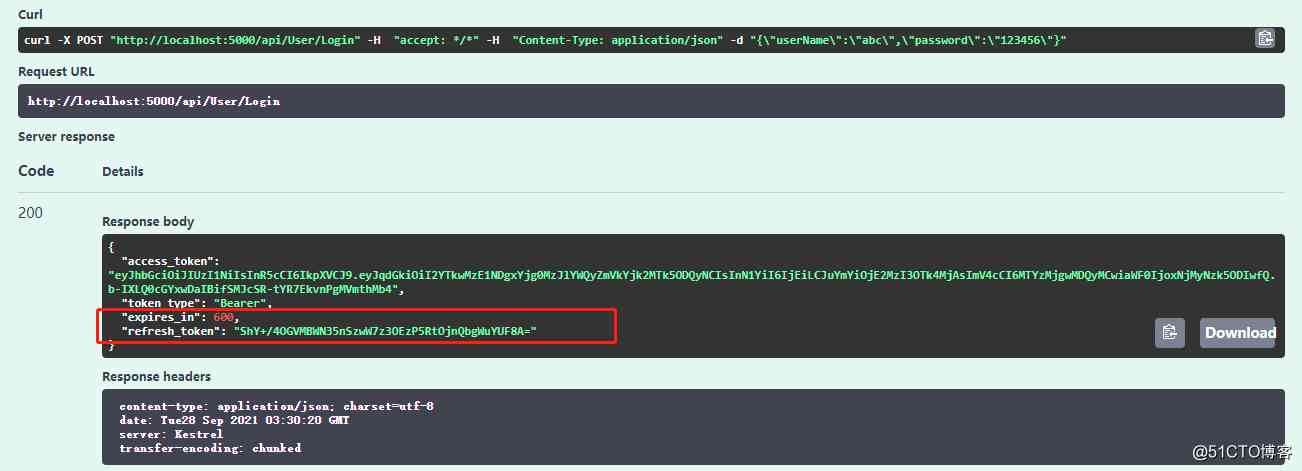 Curl
curl -X POST "http://localhost:5000/api/User/Login" -H  "accept: */*" -H  "Content-Type: application/json" -d "{\"userName\":\"abc\",\"password\":\"123456\"}"
Request URL
http://localhost:5000/api/User/Login
Server response
Code Details
200
Response body
{
"access_token":
"eyJhbGciOiJIUzI1NiIsInR5cCI6IkpXVCJ9.eyJqdGkiOiI2YTkwMzE1NDgxYjg0MzJlYWQyZmVkYjk2MTk5ODQyNCIsInN1YiI6IjEiLCJuYmYiOjE2MzI3OTk4MjAsImV4cCI6MTYzMjgwMDQyMCwiaWF0IjoxNjMyNzk5ODIwfQ.
b-IXLQ0cGYxwDaIBifSMJcSR-tYR7EkvnPgMVmthMb4",
"token_type": "Bearer",
"expires_in": 600,
"refresh_token": "ShY+/4OGVMBWN35nSzwW7z3OEzP5RtOjnQbgWuYUF8A="
}
Download
Response headers
content-type: application/json; charset=utf-8
date: Tue28 Sep 2021 03:30:20 GMT
server: Kestrel
transfer-encoding: chunked
@51CTO博客